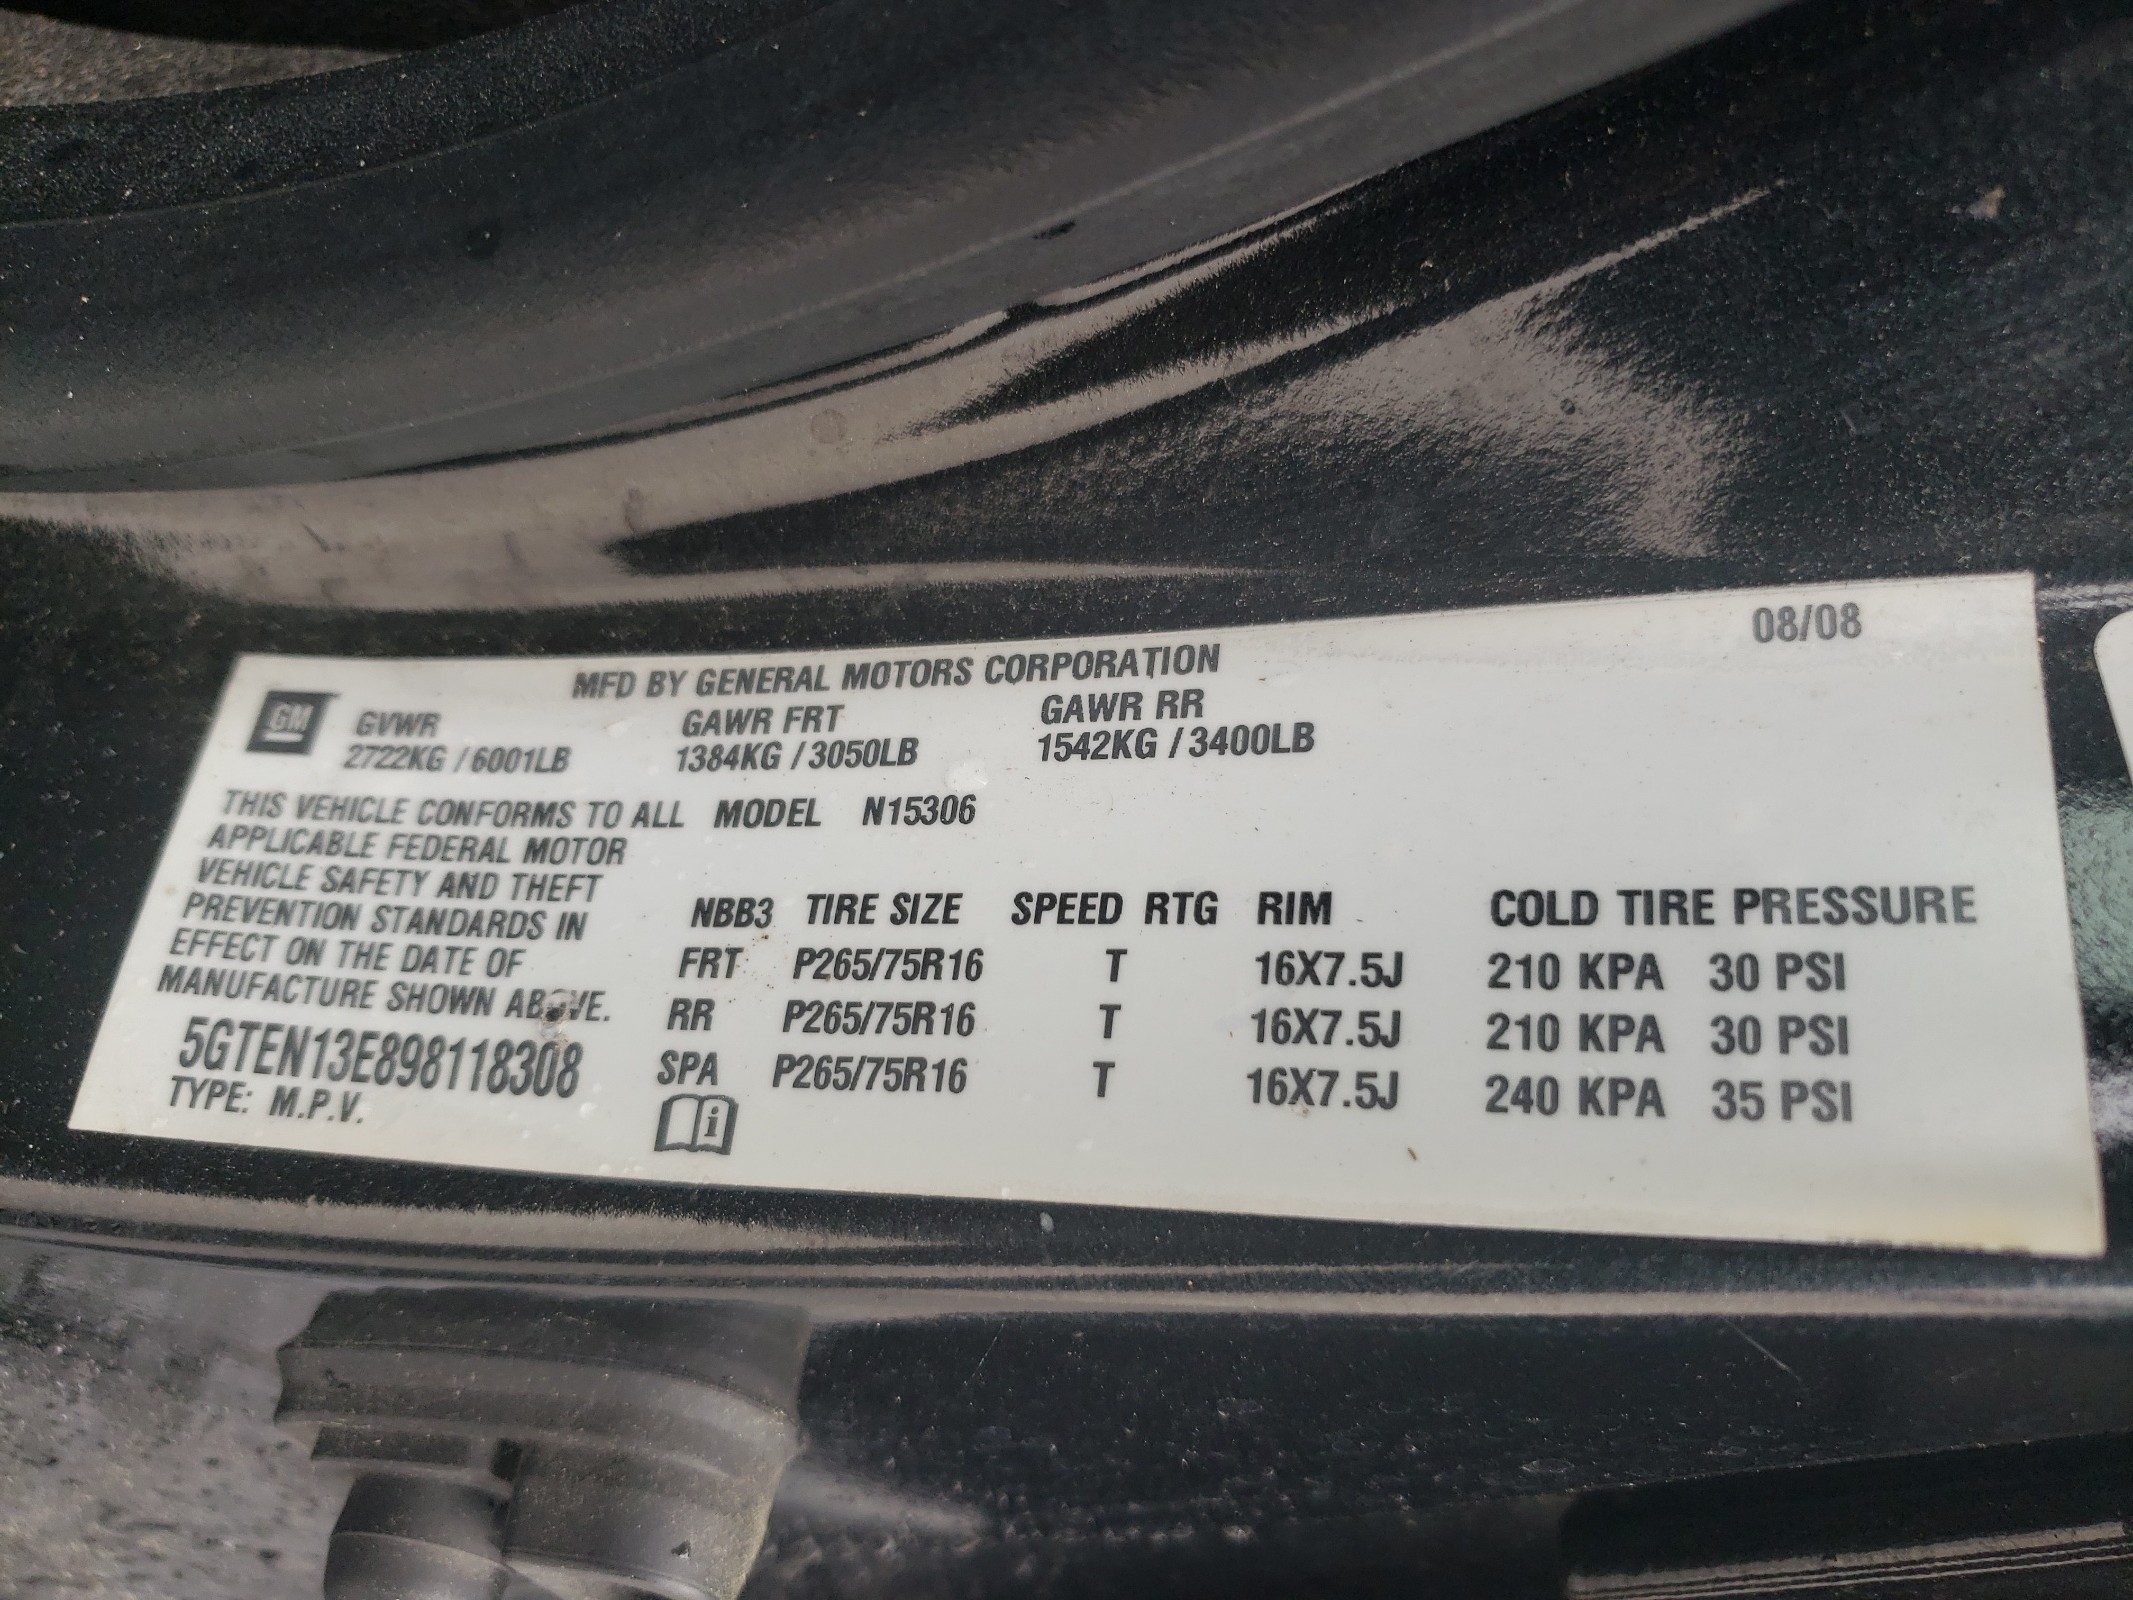 08/08
MFD BY GENERAL MOTORS CORPORATION
GM GVWR GAWR FRT GAWR RR
2722KG / 6001LB 1384KG / 3050LB 1542KG / 3400LB
THIS VEHICLE CONFORMS TO ALL MODEL N15306
APPLICABLE FEDERAL MOTOR
VEHICLE SAFETY AND THEFT
PREVENTION STANDARDS IN
EFFECT ON THE DATE OF
MANUFACTURE SHOWN ABOVE.
5GTEN13E898118308
TYPE: M.P.V.
NBB3 TIRE SIZE SPEED RTG RIM COLD TIRE PRESSURE
FRT P265/75R16 T 16X7.5J 210 KPA 30 PSI
RR P265/75R16 T 16X7.5J 210 KPA 30 PSI
SPA P265/75R16 T 16X7.5J 240 KPA 35 PSI
i